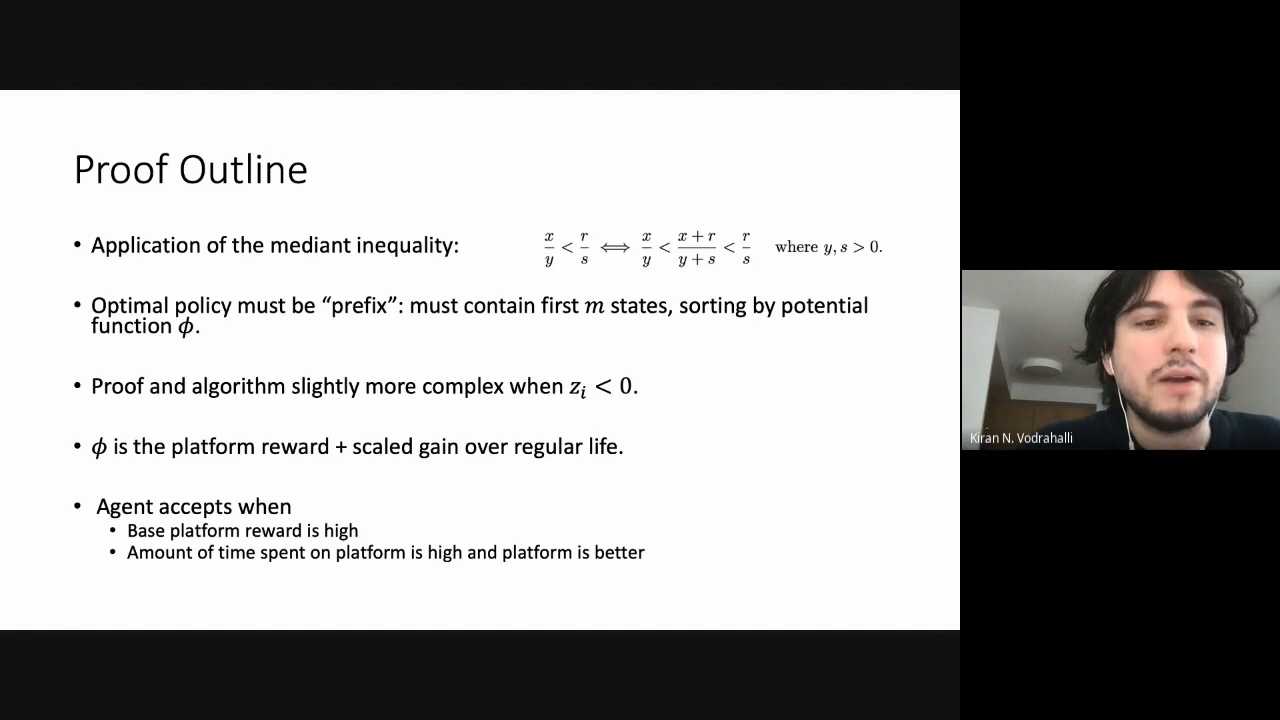 Proof Outline
• Application of the mediant inequality: x/y < r/s ⟺ x/y < (x + r)/(y + s) < r/s where y, s > 0.
• Optimal policy must be “prefix”: must contain first m states, sorting by potential
function ϕ.
• Proof and algorithm slightly more complex when zᵢ < 0.
• ϕ is the platform reward + scaled gain over regular life.
• Agent accepts when
• Base platform reward is high
• Amount of time spent on platform is high and platform is better
Kiran N. Vodrahalli